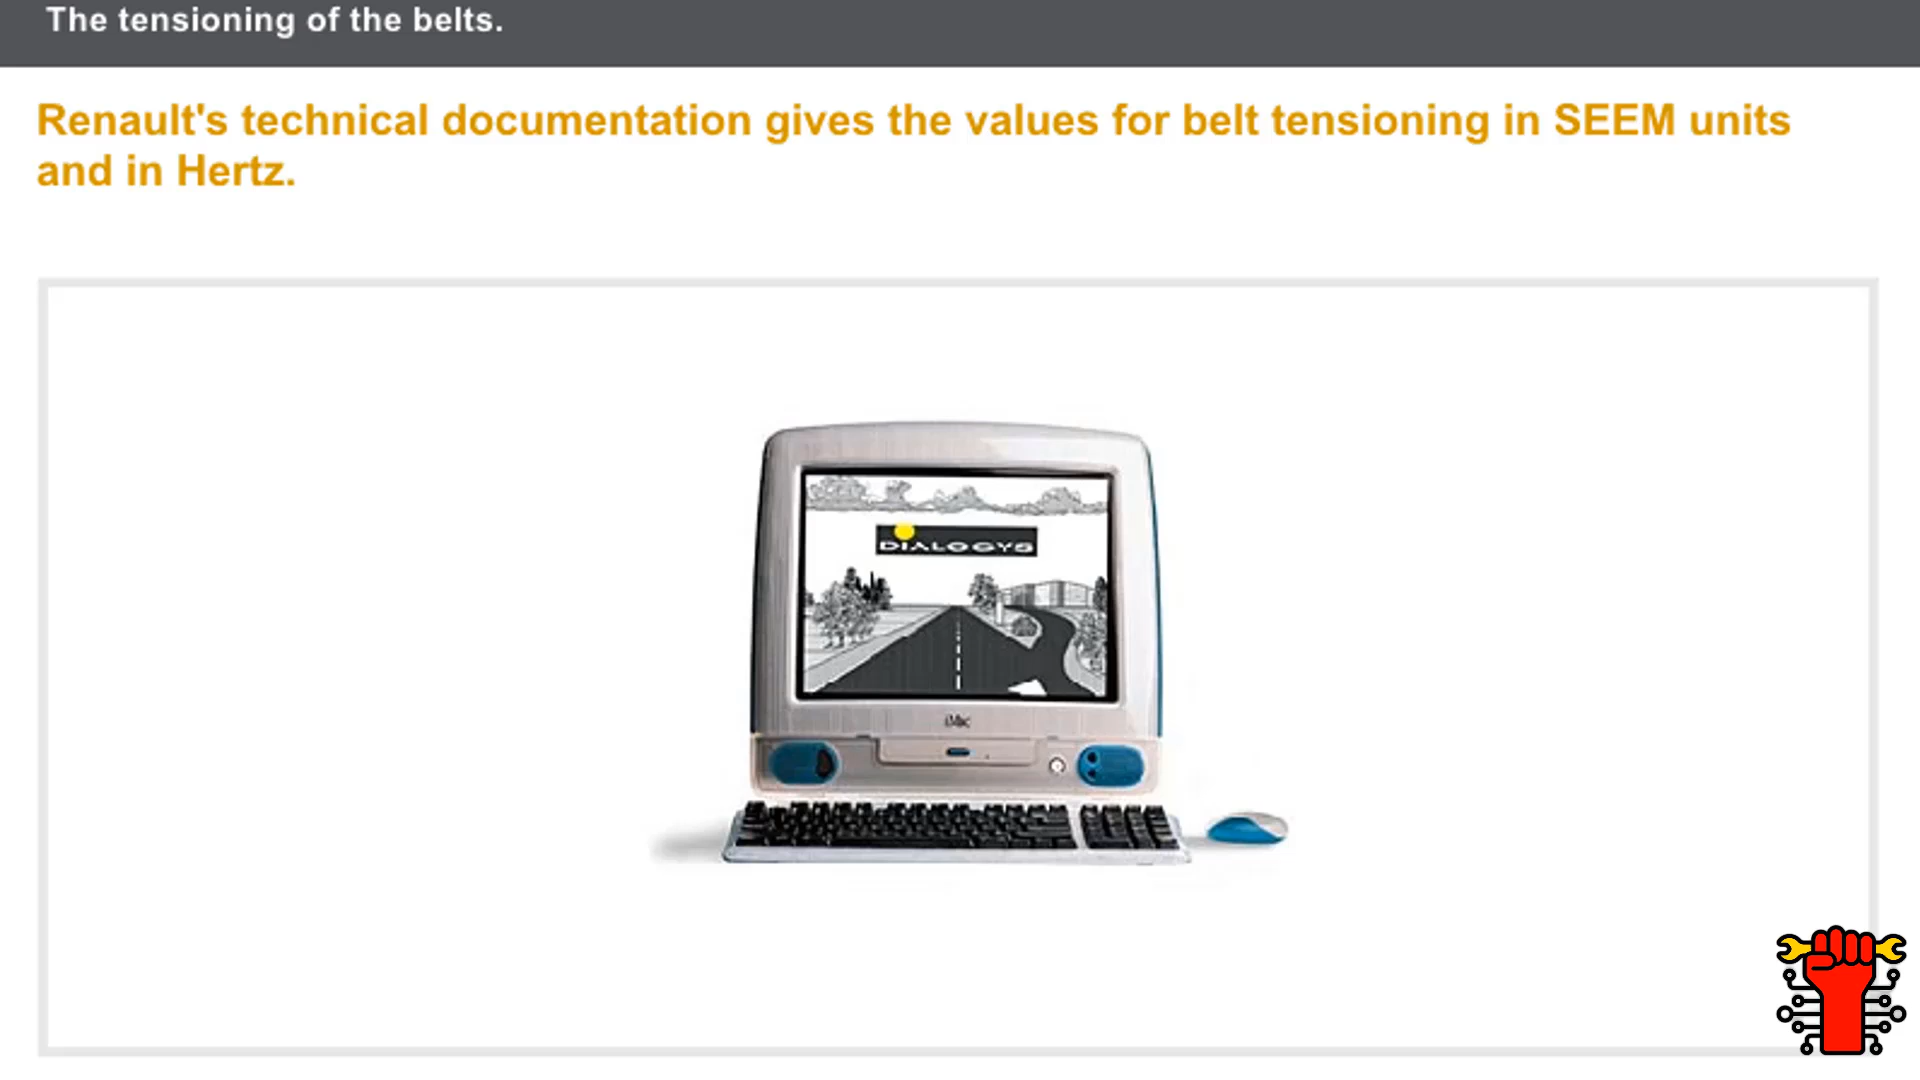 The tensioning of the belts.
Renault's technical documentation gives the values for belt tensioning in SEEM units
and in Hertz.
DIALOGYS
iMac